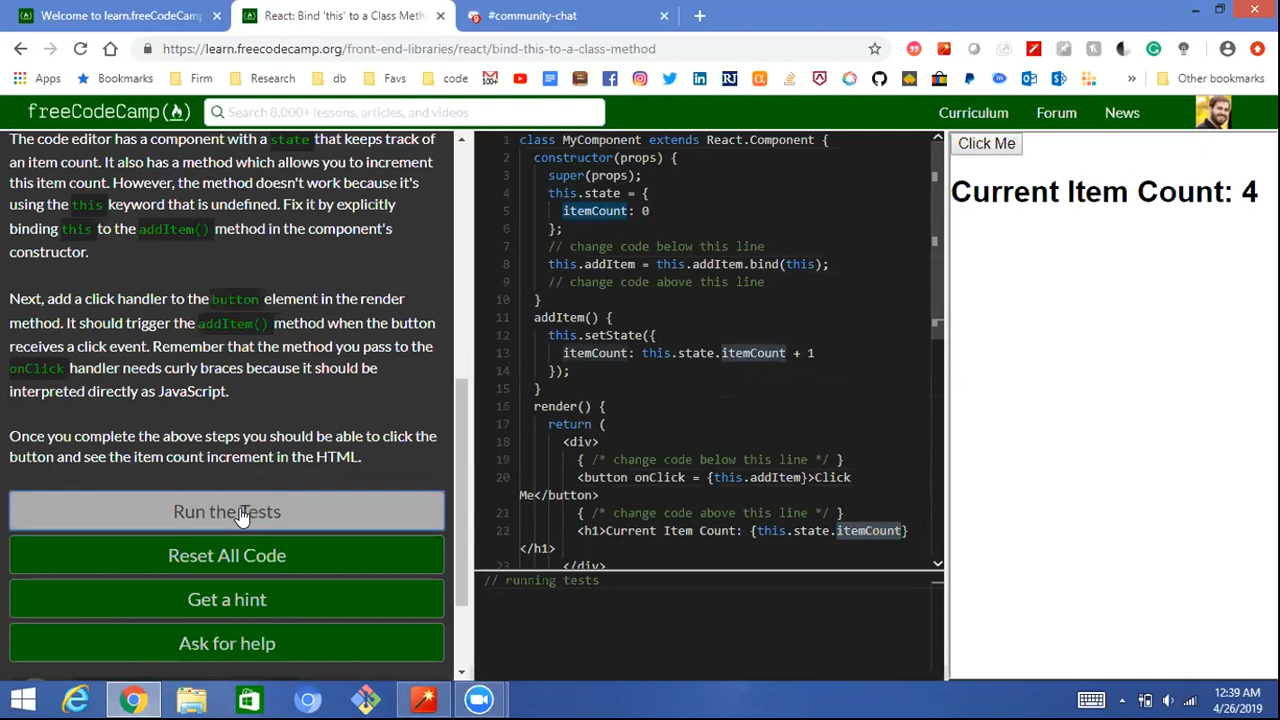 Welcome to learn.freeCodeCamp
React: Bind 'this' to a Class Meth
#community-chat
https://learn.freecodecamp.org/front-end-libraries/react/bind-this-to-a-class-method
Apps
Bookmarks
Firm
Research
db
Favs
code
100+
RJ
»
Other bookmarks
freeCodeCamp
Search 8,000+ lessons, articles, and videos
Curriculum
Forum
News
The code editor has a component with a state that keeps track of
an item count. It also has a method which allows you to increment
this item count. However, the method doesn't work because it's
using the this keyword that is undefined. Fix it by explicitly
binding this to the addItem() method in the component's
constructor.
Next, add a click handler to the button element in the render
method. It should trigger the addItem() method when the button
receives a click event. Remember that the method you pass to the
onClick handler needs curly braces because it should be
interpreted directly as JavaScript.
Once you complete the above steps you should be able to click the
button and see the item count increment in the HTML.
Run the Tests
Reset All Code
Get a hint
Ask for help
1 class MyComponent extends React.Component {
2 constructor(props) {
3 super(props);
4 this.state = {
5 itemCount: 0
6 };
7 // change code below this line
8 this.addItem = this.addItem.bind(this);
9 // change code above this line
10 }
11 addItem() {
12 this.setState({
13 itemCount: this.state.itemCount + 1
14 });
15 }
16 render() {
17 return (
18 <div>
19 { /* change code below this line */ }
20 <button onClick = {this.addItem}>Click
Me</button>
21 { /* change code above this line */ }
22 <h1>Current Item Count: {this.state.itemCount}
</h1>
23 </div>
// running tests
Click Me
Current Item Count: 4
12:39 AM
4/26/2019